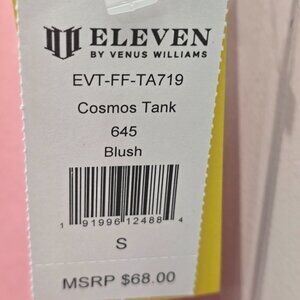 ELEVEN
BY VENUS WILLIAMS
EVT-FF-TA719
Cosmos Tank
645
Blush
1 91996 12488 4
S
MSRP $68.00